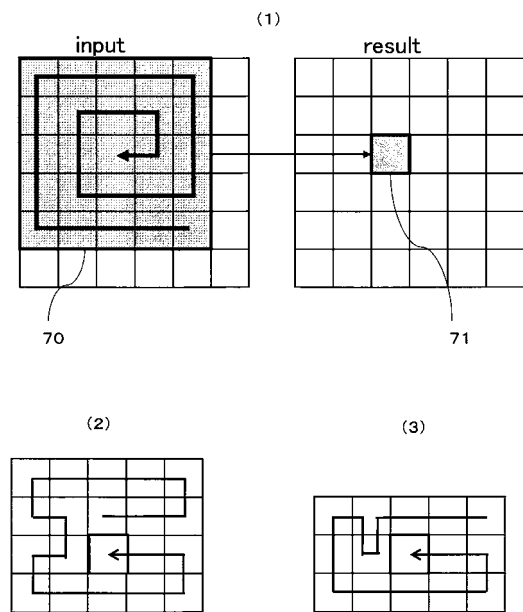 (1)
input
result
70
71
(2)
(3)